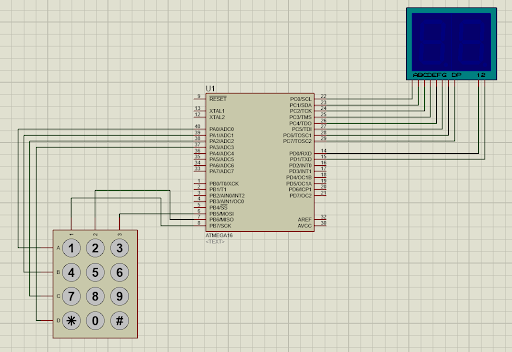 ABCDEFG DP 12
U1
9 RESET
13 XTAL1
12 XTAL2
40 PA0/ADC0
39 PA1/ADC1
38 PA2/ADC2
37 PA3/ADC3
36 PA4/ADC4
35 PA5/ADC5
34 PA6/ADC6
33 PA7/ADC7
1 PB0/T0/XCK
2 PB1/T1
3 PB2/AIN0/INT2
4 PB3/AIN1/OC0
5 PB4/SS
6 PB5/MOSI
7 PB6/MISO
8 PB7/SCK
PC0/SCL 22
PC1/SDA 23
PC2/TCK 24
PC3/TMS 25
PC4/TDO 26
PC5/TDI 27
PC6/TOSC1 28
PC7/TOSC2 29
PD0/RXD 14
PD1/TXD 15
PD2/INT0 16
PD3/INT1 17
PD4/OC1B 18
PD5/OC1A 19
PD6/ICP1 20
PD7/OC2 21
AREF 32
AVCC 30
ATMEGA16
<TEXT>
1 2 3
A 1 2 3
B 4 5 6
C 7 8 9
D * 0 #